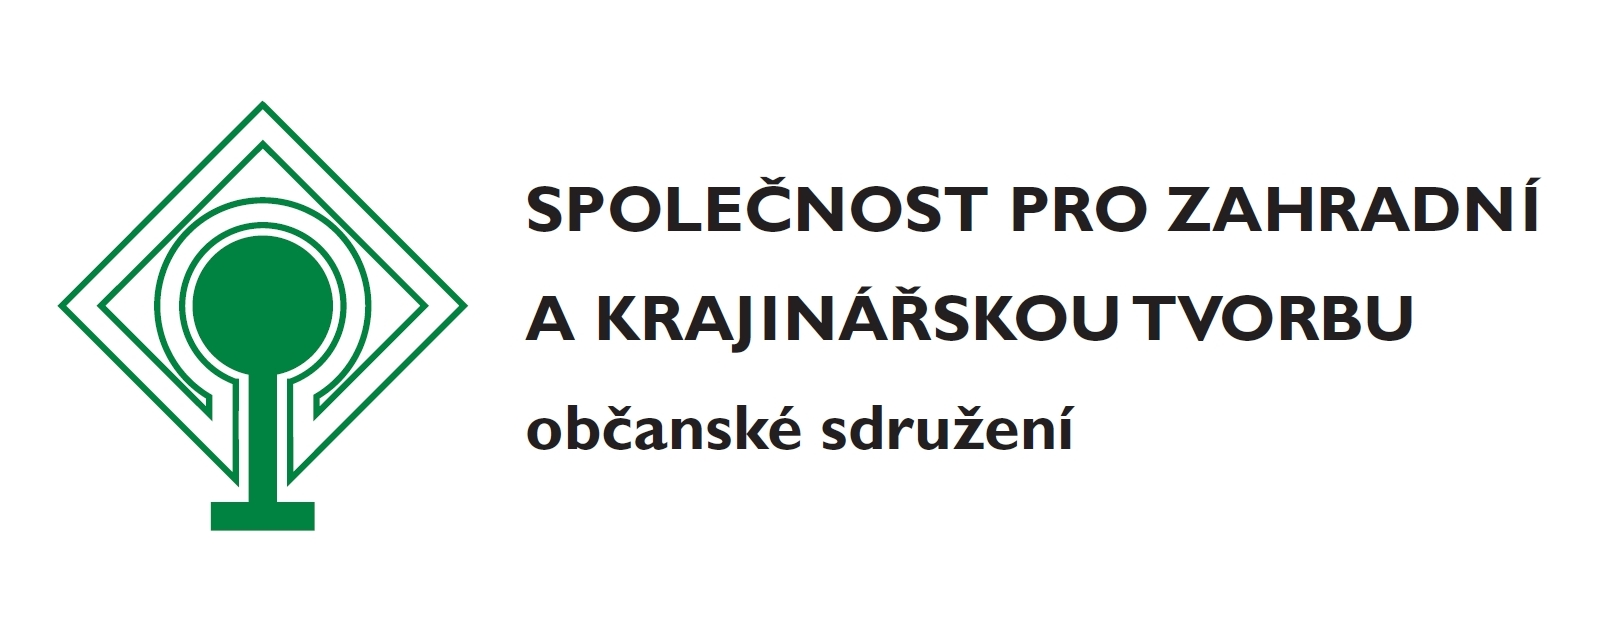 SPOLEČNOST PRO ZAHRADNÍ
A KRAJINÁŘSKOU TVORBU
občanské sdružení